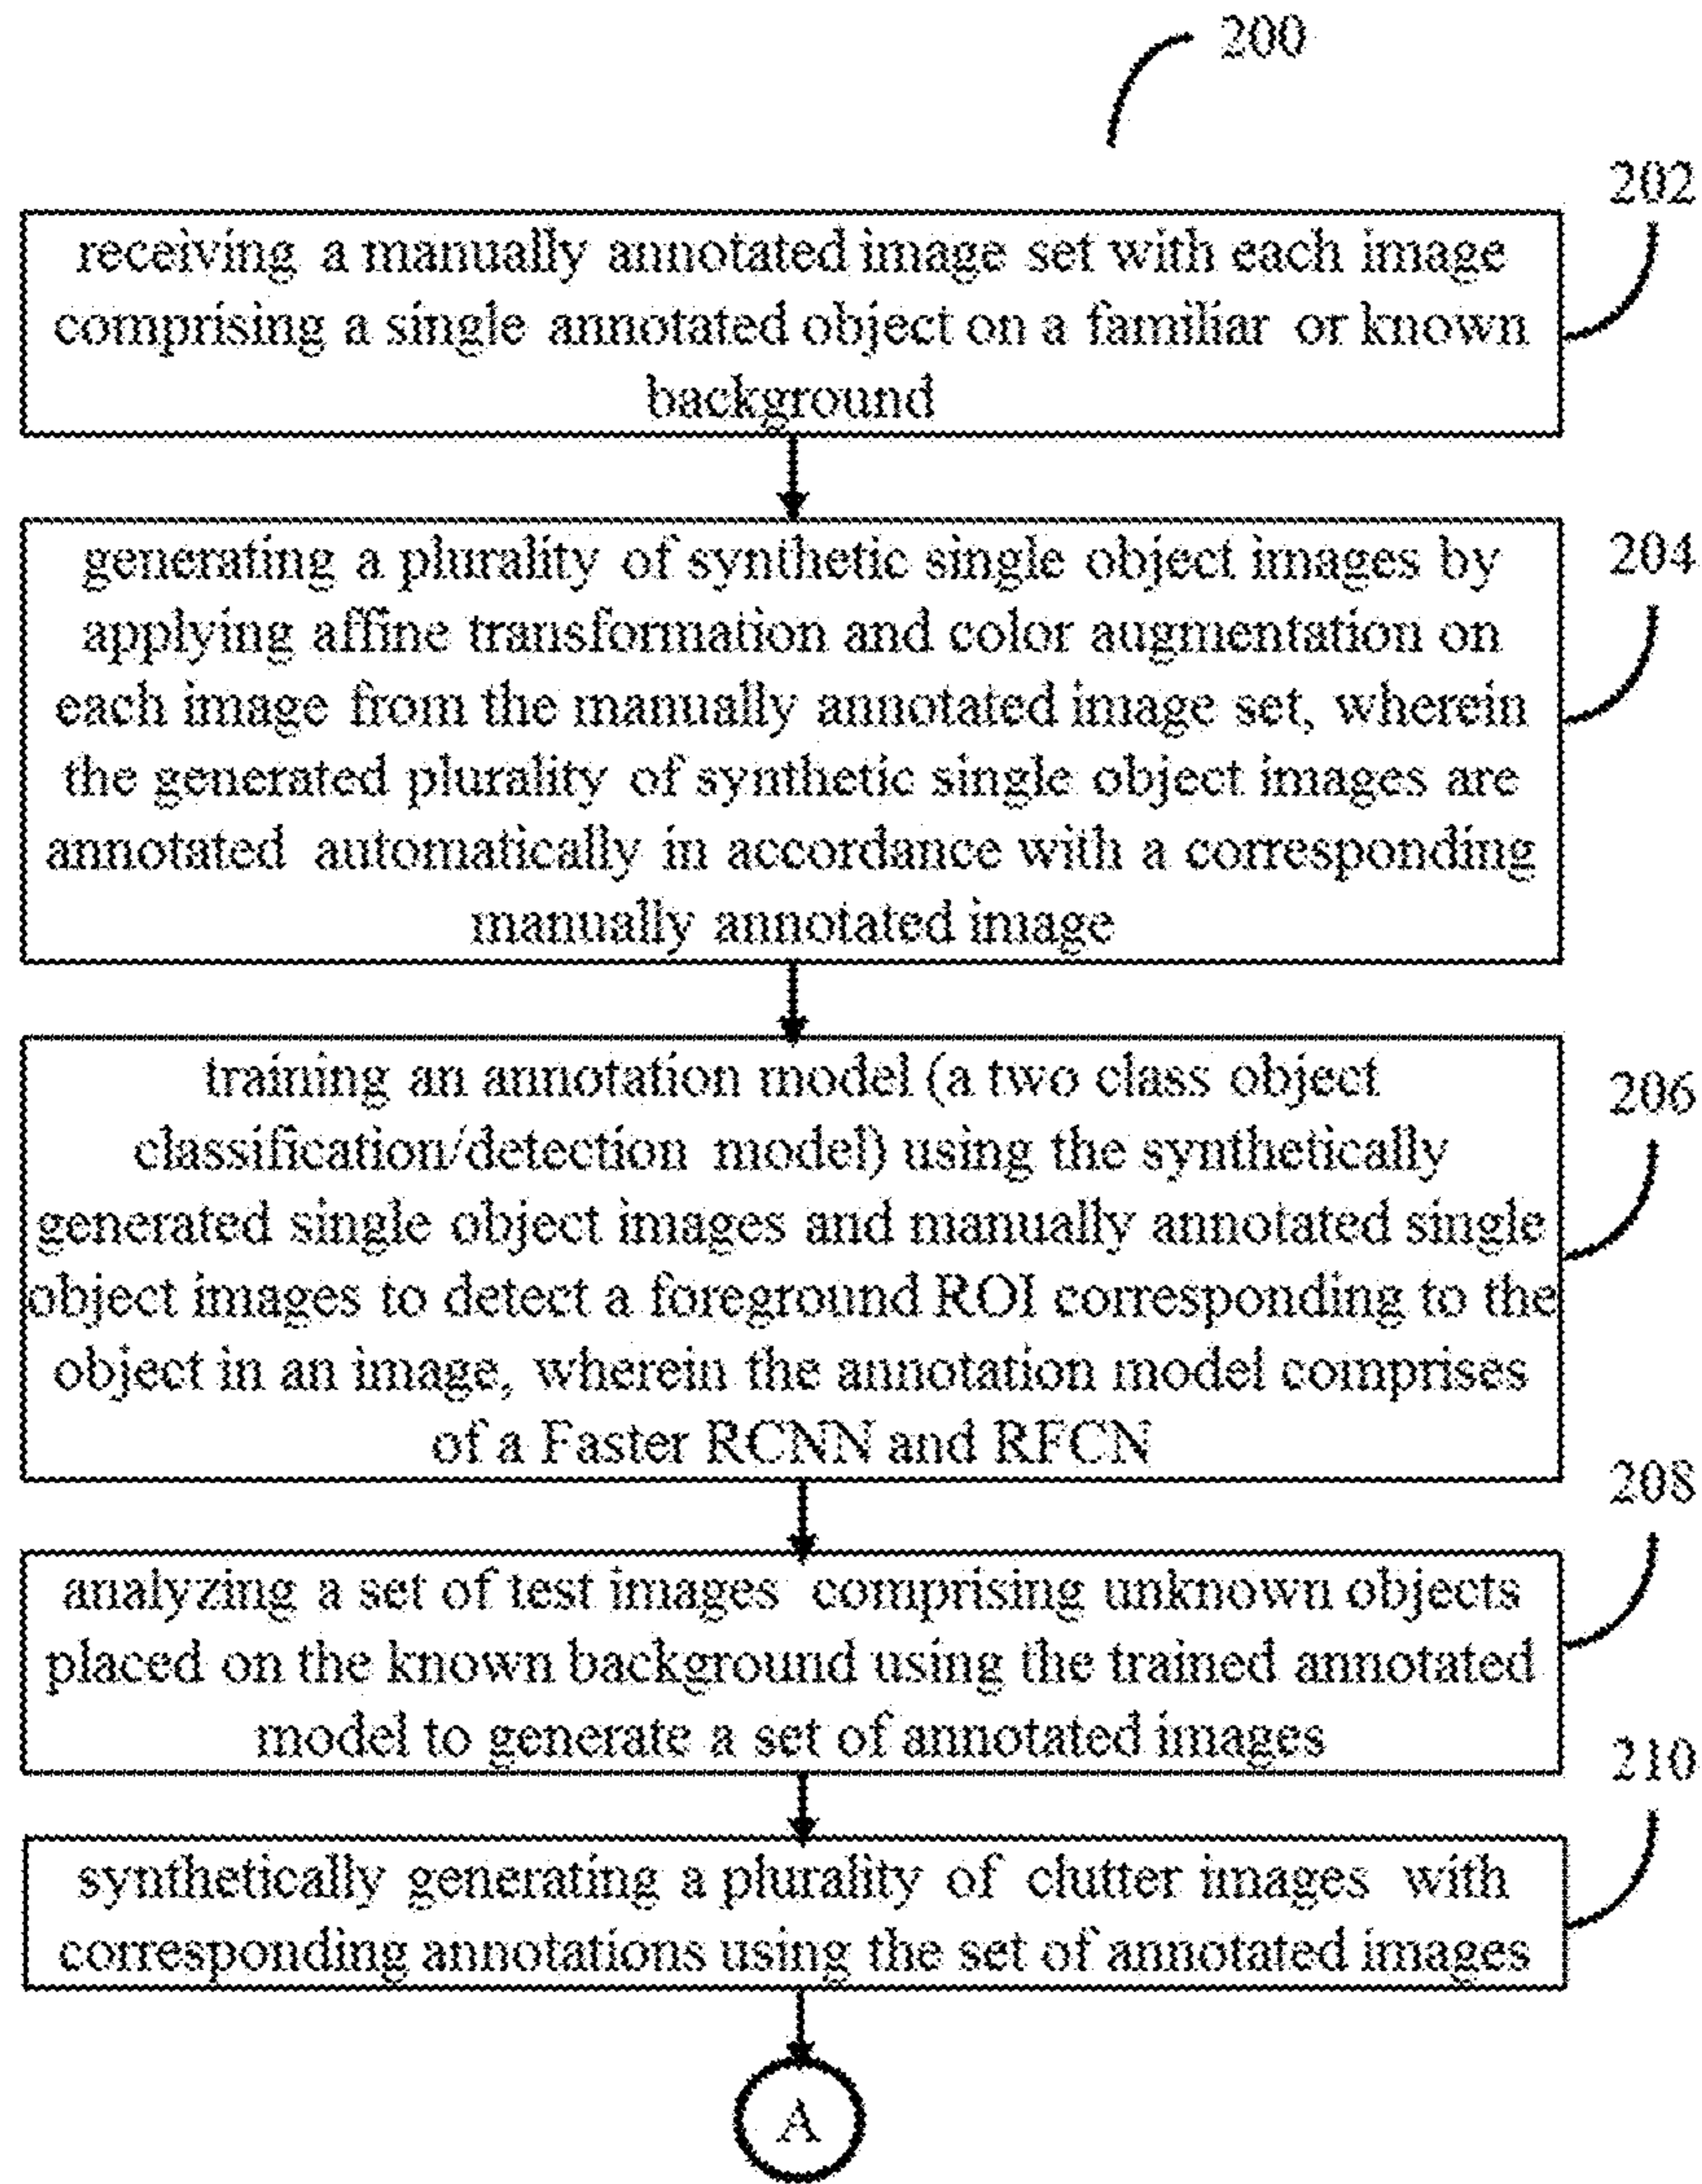 200
202
receiving a manually annotated image set with each image
comprising a single annotated object on a familiar or known
background
204
generating a plurality of synthetic single object images by
applying affine transformation and color augmentation on
each image from the manually annotated image set, wherein
the generated plurality of synthetic single object images are
annotated automatically in accordance with a corresponding
manually annotated image
206
training an annotation model (a two class object
classification/detection model) using the synthetically
generated single object images and manually annotated single
object images to detect a foreground ROI corresponding to the
object in an image, wherein the annotation model comprises
of a Faster RCNN and RFCN
208
analyzing a set of test images comprising unknown objects
placed on the known background using the trained annotated
model to generate a set of annotated images
210
synthetically generating a plurality of clutter images with
corresponding annotations using the set of annotated images
A